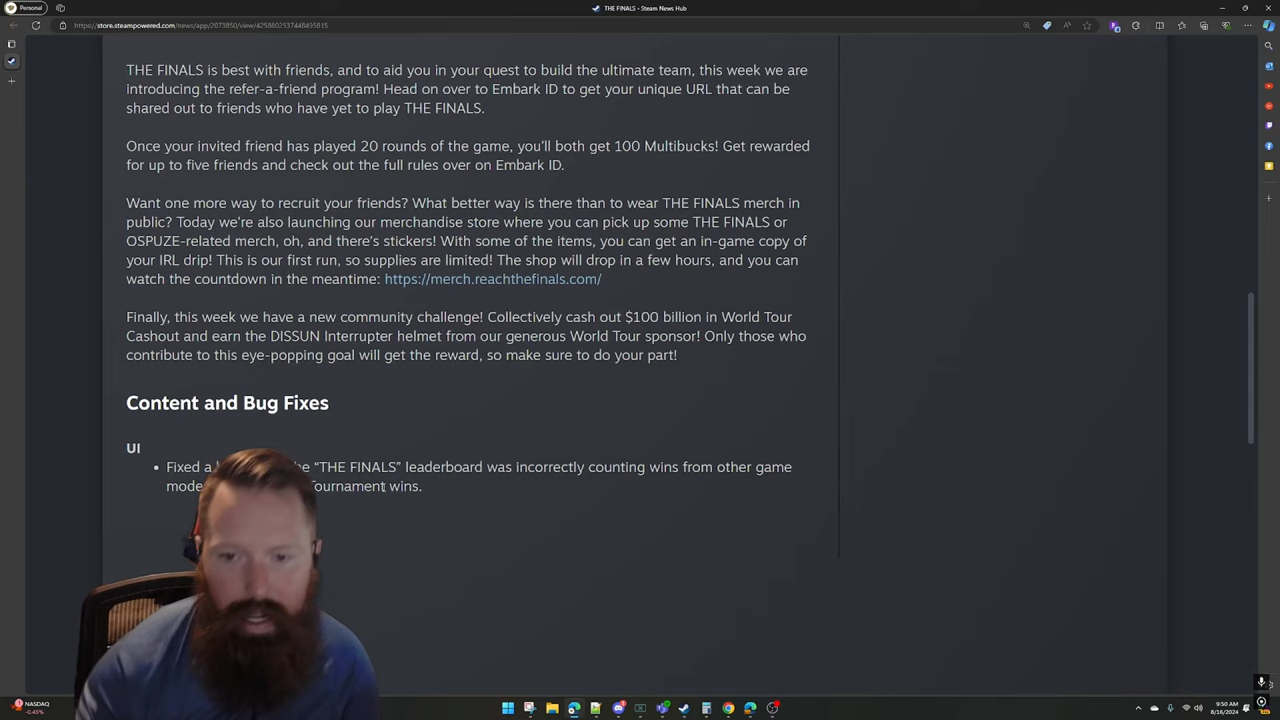 Personal
THE FINALS - Steam News Hub
https://store.steampowered.com/news/app/2073850/view/4258802537448495815
THE FINALS is best with friends, and to aid you in your quest to build the ultimate team, this week we are
introducing the refer-a-friend program! Head on over to Embark ID to get your unique URL that can be
shared out to friends who have yet to play THE FINALS.
Once your invited friend has played 20 rounds of the game, you'll both get 100 Multibucks! Get rewarded
for up to five friends and check out the full rules over on Embark ID.
Want one more way to recruit your friends? What better way is there than to wear THE FINALS merch in
public? Today we're also launching our merchandise store where you can pick up some THE FINALS or
OSPUZE-related merch, oh, and there's stickers! With some of the items, you can get an in-game copy of
your IRL drip! This is our first run, so supplies are limited! The shop will drop in a few hours, and you can
watch the countdown in the meantime: https://merch.reachthefinals.com/
Finally, this week we have a new community challenge! Collectively cash out $100 billion in World Tour
Cashout and earn the DISSUN Interrupter helmet from our generous World Tour sponsor! Only those who
contribute to this eye-popping goal will get the reward, so make sure to do your part!
Content and Bug Fixes
UI
• Fixed a "THE FINALS" leaderboard was incorrectly counting wins from other game
Tournament wins.
NASDAQ
-0.45%
9:50 AM
8/16/2024